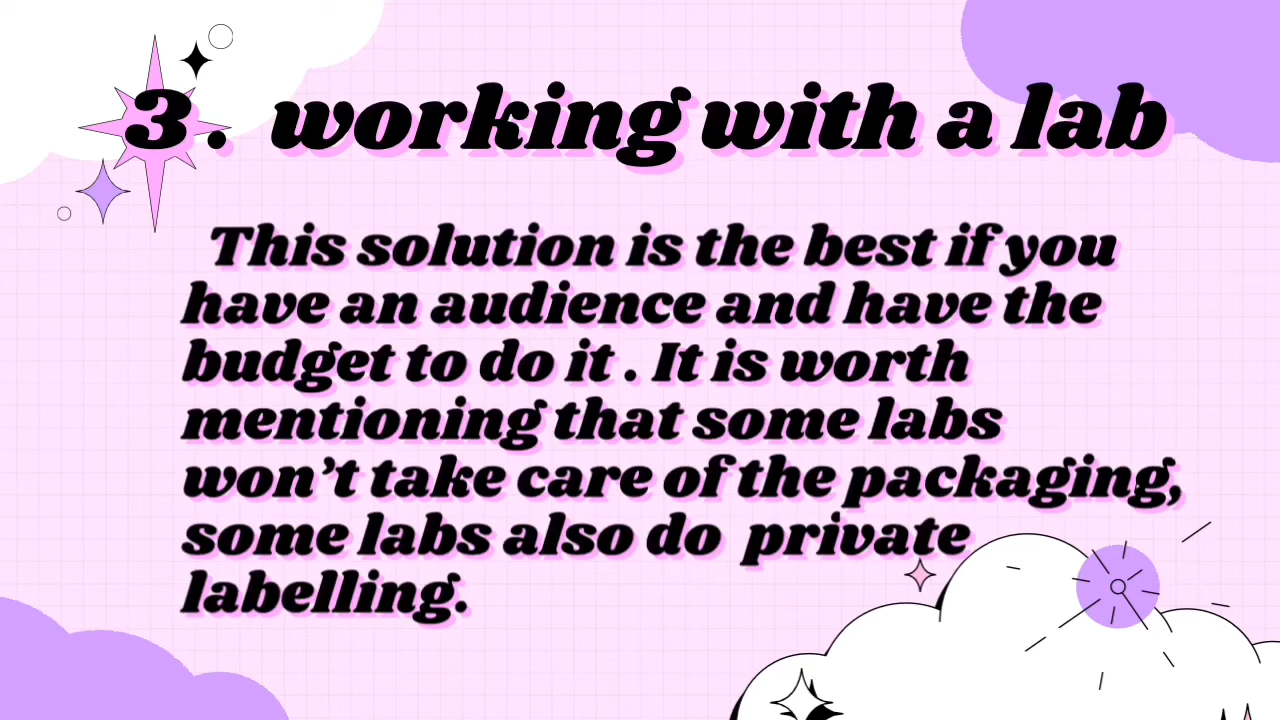 3. working with a lab
This solution is the best if you
have an audience and have the
budget to do it . It is worth
mentioning that some labs
won’t take care of the packaging,
some labs also do private
labelling.